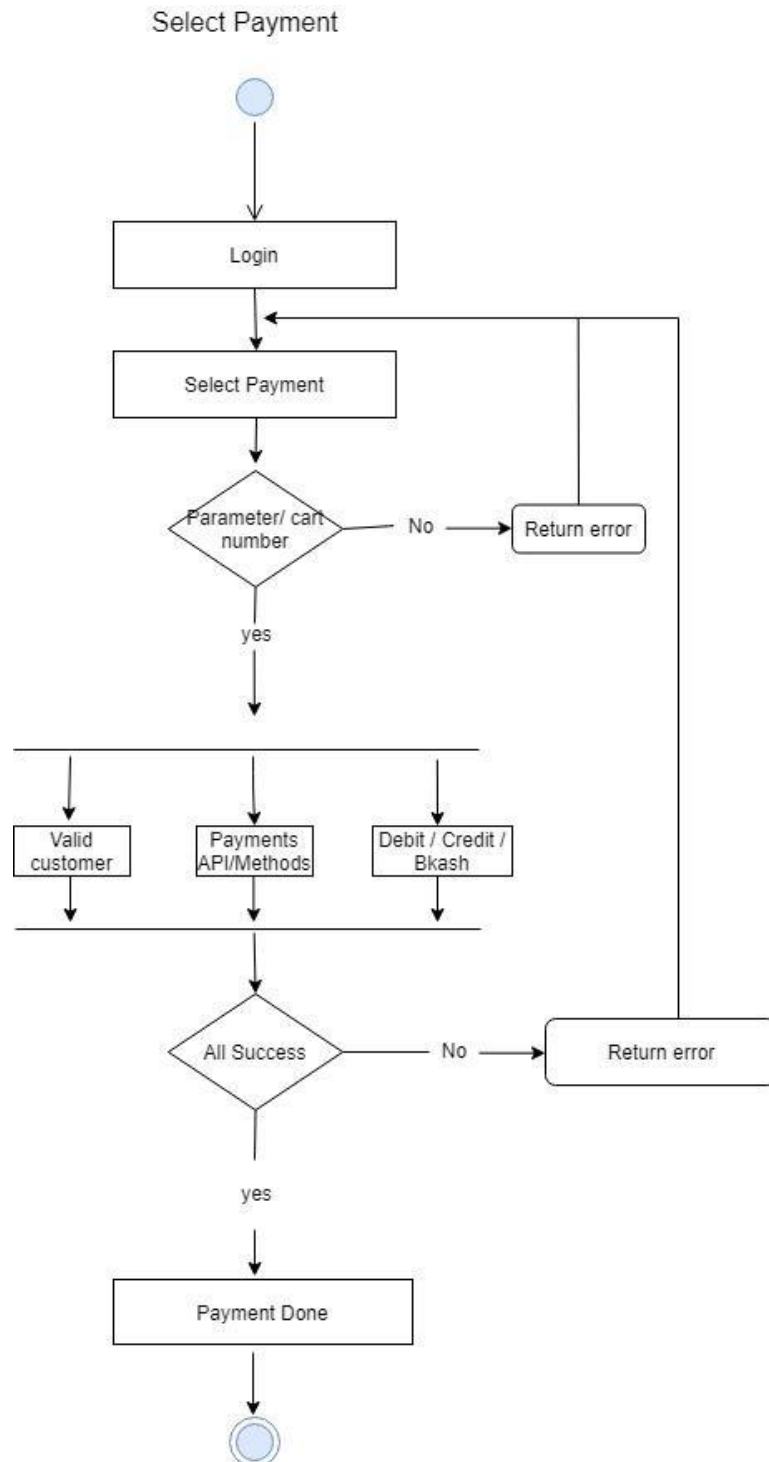 Select Payment
Login
Select Payment
Parameter/ cart
number
No
Return error
yes
Valid
customer
Payments
API/Methods
Debit / Credit /
Bkash
All Success
No
Return error
yes
Payment Done